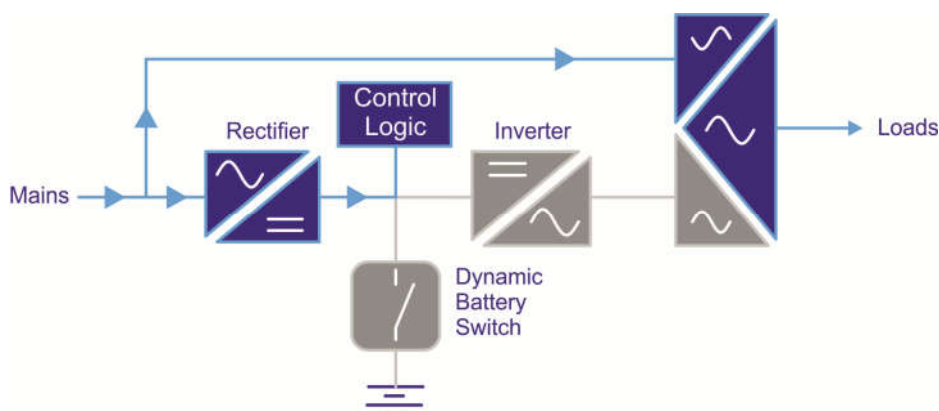 Control
Logic
Rectifier
Inverter
Loads
Mains
Dynamic
Battery
Switch